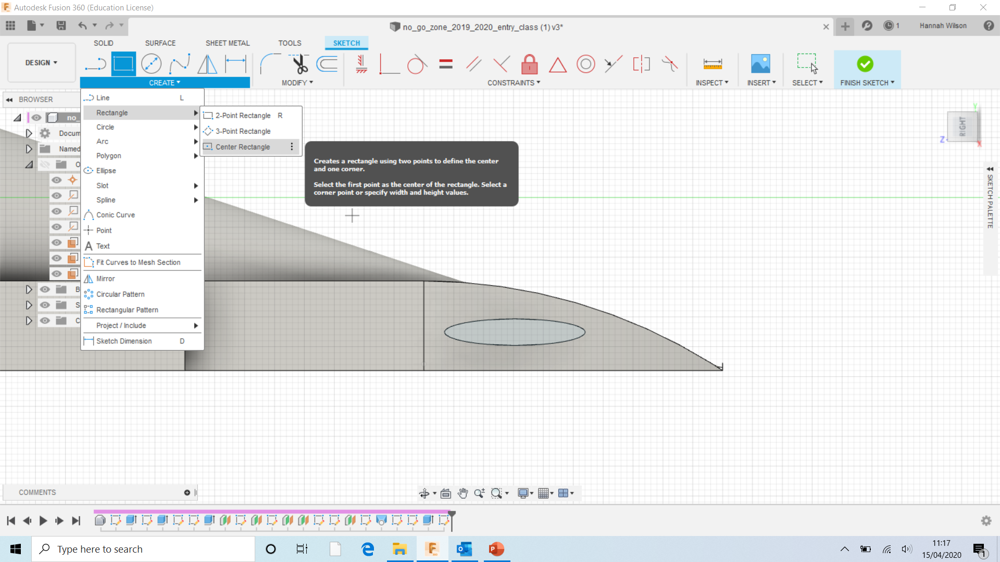 Autodesk Fusion 360 (Education License)
no_go_zone_2019_2020_entry_class (1) v3*
1
Hannah Wilson
SOLID
SURFACE
SHEET METAL
TOOLS
SKETCH
DESIGN
CREATE
MODIFY
CONSTRAINTS
INSPECT
INSERT
SELECT
FINISH SKETCH
BROWSER
no_
Docum
Named
O
B
S
C
Line L
Rectangle
Circle
Arc
Polygon
Ellipse
Slot
Spline
Conic Curve
Point
Text
Fit Curves to Mesh Section
Mirror
Circular Pattern
Rectangular Pattern
Project / Include
Sketch Dimension D
2-Point Rectangle R
3-Point Rectangle
Center Rectangle
Creates a rectangle using two points to define the center
and one corner.
Select the first point as the center of the rectangle. Select a
corner point or specify width and height values.
Y
RIGHT
Z
X
SKETCH PALETTE
COMMENTS
Type here to search
11:17
15/04/2020
1